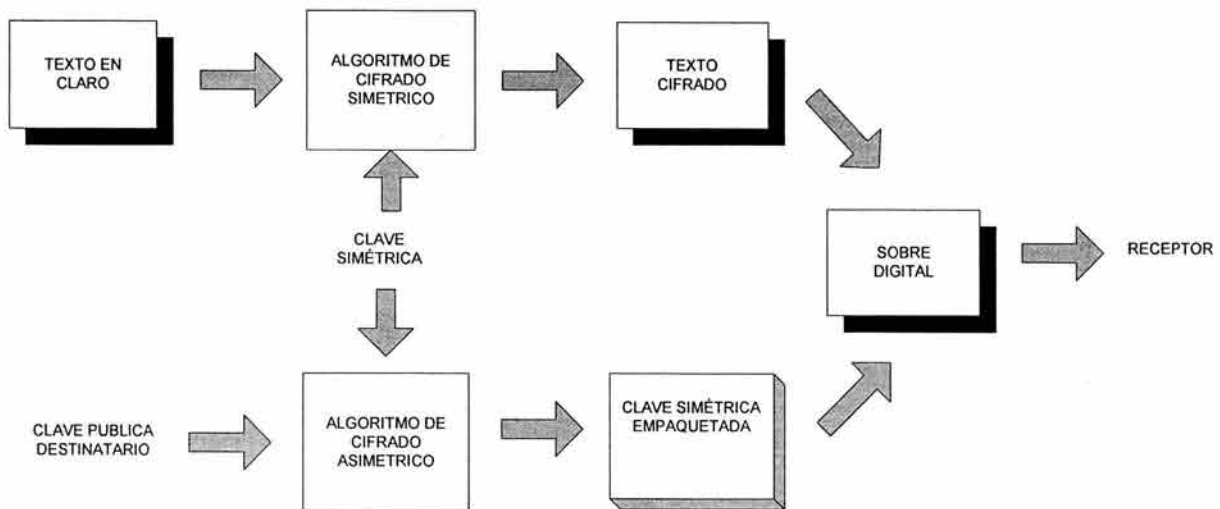 TEXTO EN
CLARO
ALGORITMO DE
CIFRADO
SIMETRICO
TEXTO
CIFRADO
CLAVE
SIMÉTRICA
SOBRE
DIGITAL
RECEPTOR
CLAVE PUBLICA
DESTINATARIO
ALGORITMO DE
CIFRADO
ASIMETRICO
CLAVE SIMÉTRICA
EMPAQUETADA